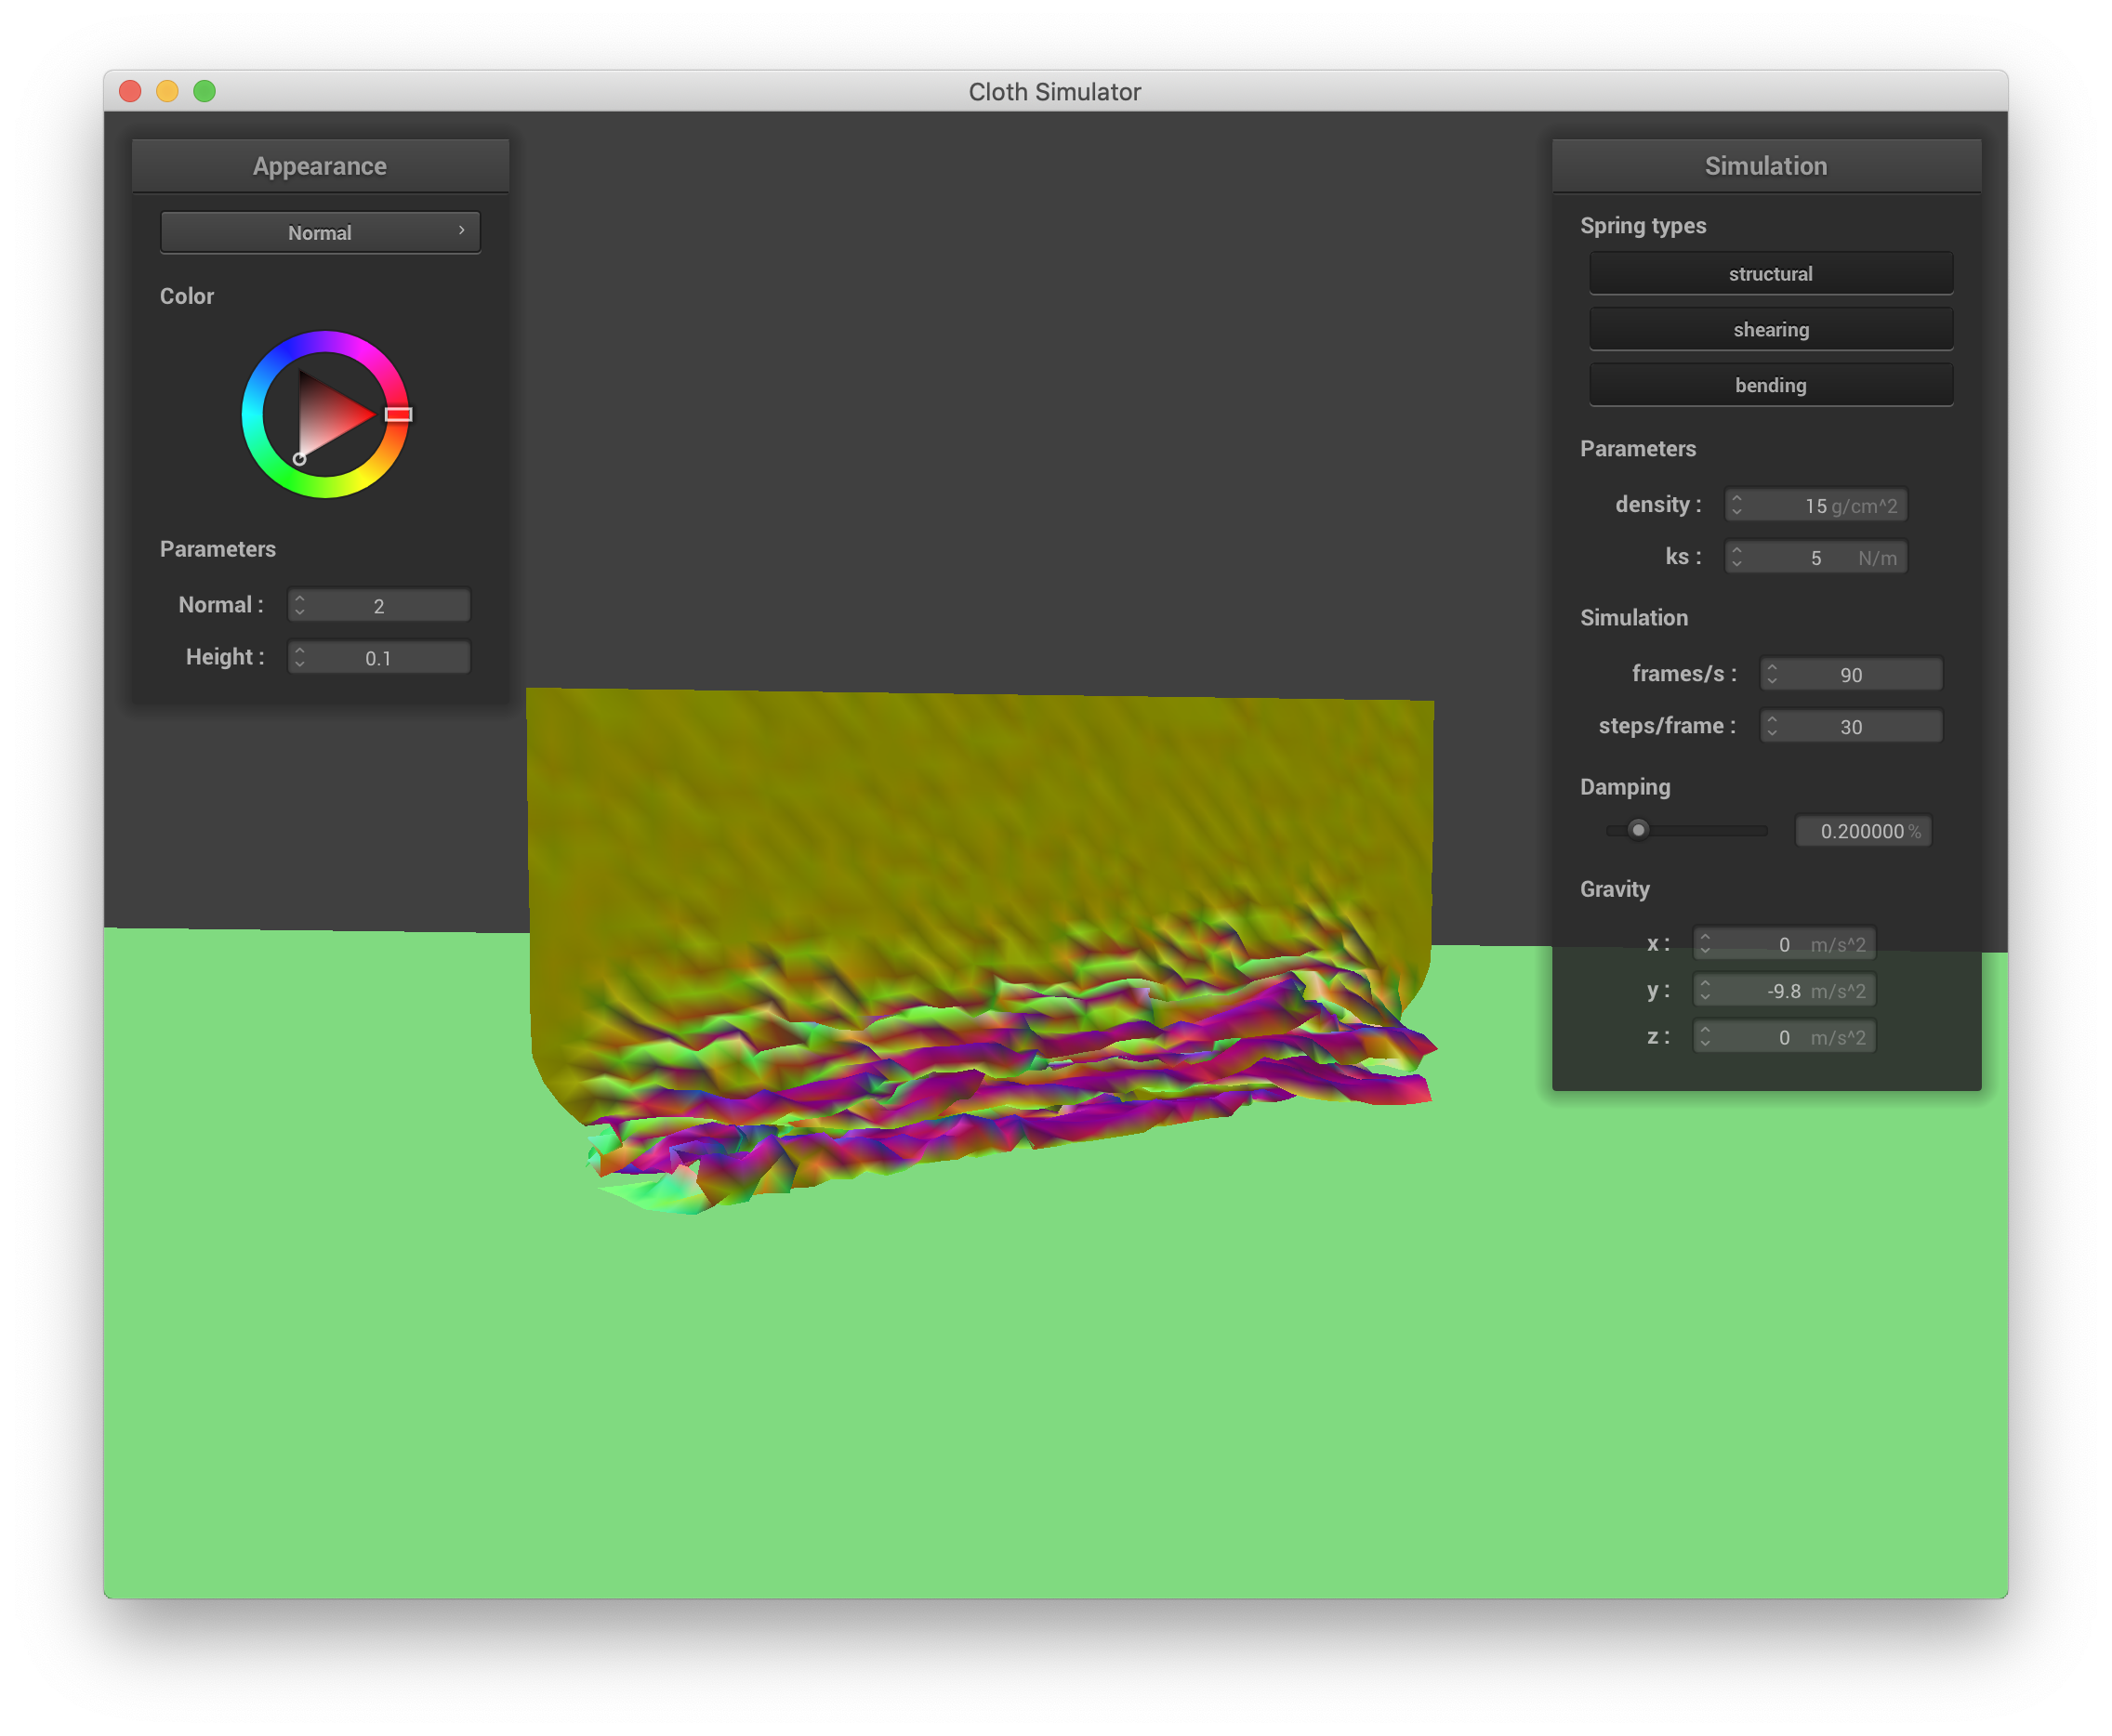 Cloth Simulator
Appearance
Normal
Color
Parameters
Normal : 2
Height : 0.1
Simulation
Spring types
structural
shearing
bending
Parameters
density : 15 g/cm^2
ks : 5 N/m
Simulation
frames/s : 90
steps/frame : 30
Damping
0.200000 %
Gravity
x : 0 m/s^2
y : -9.8 m/s^2
z : 0 m/s^2